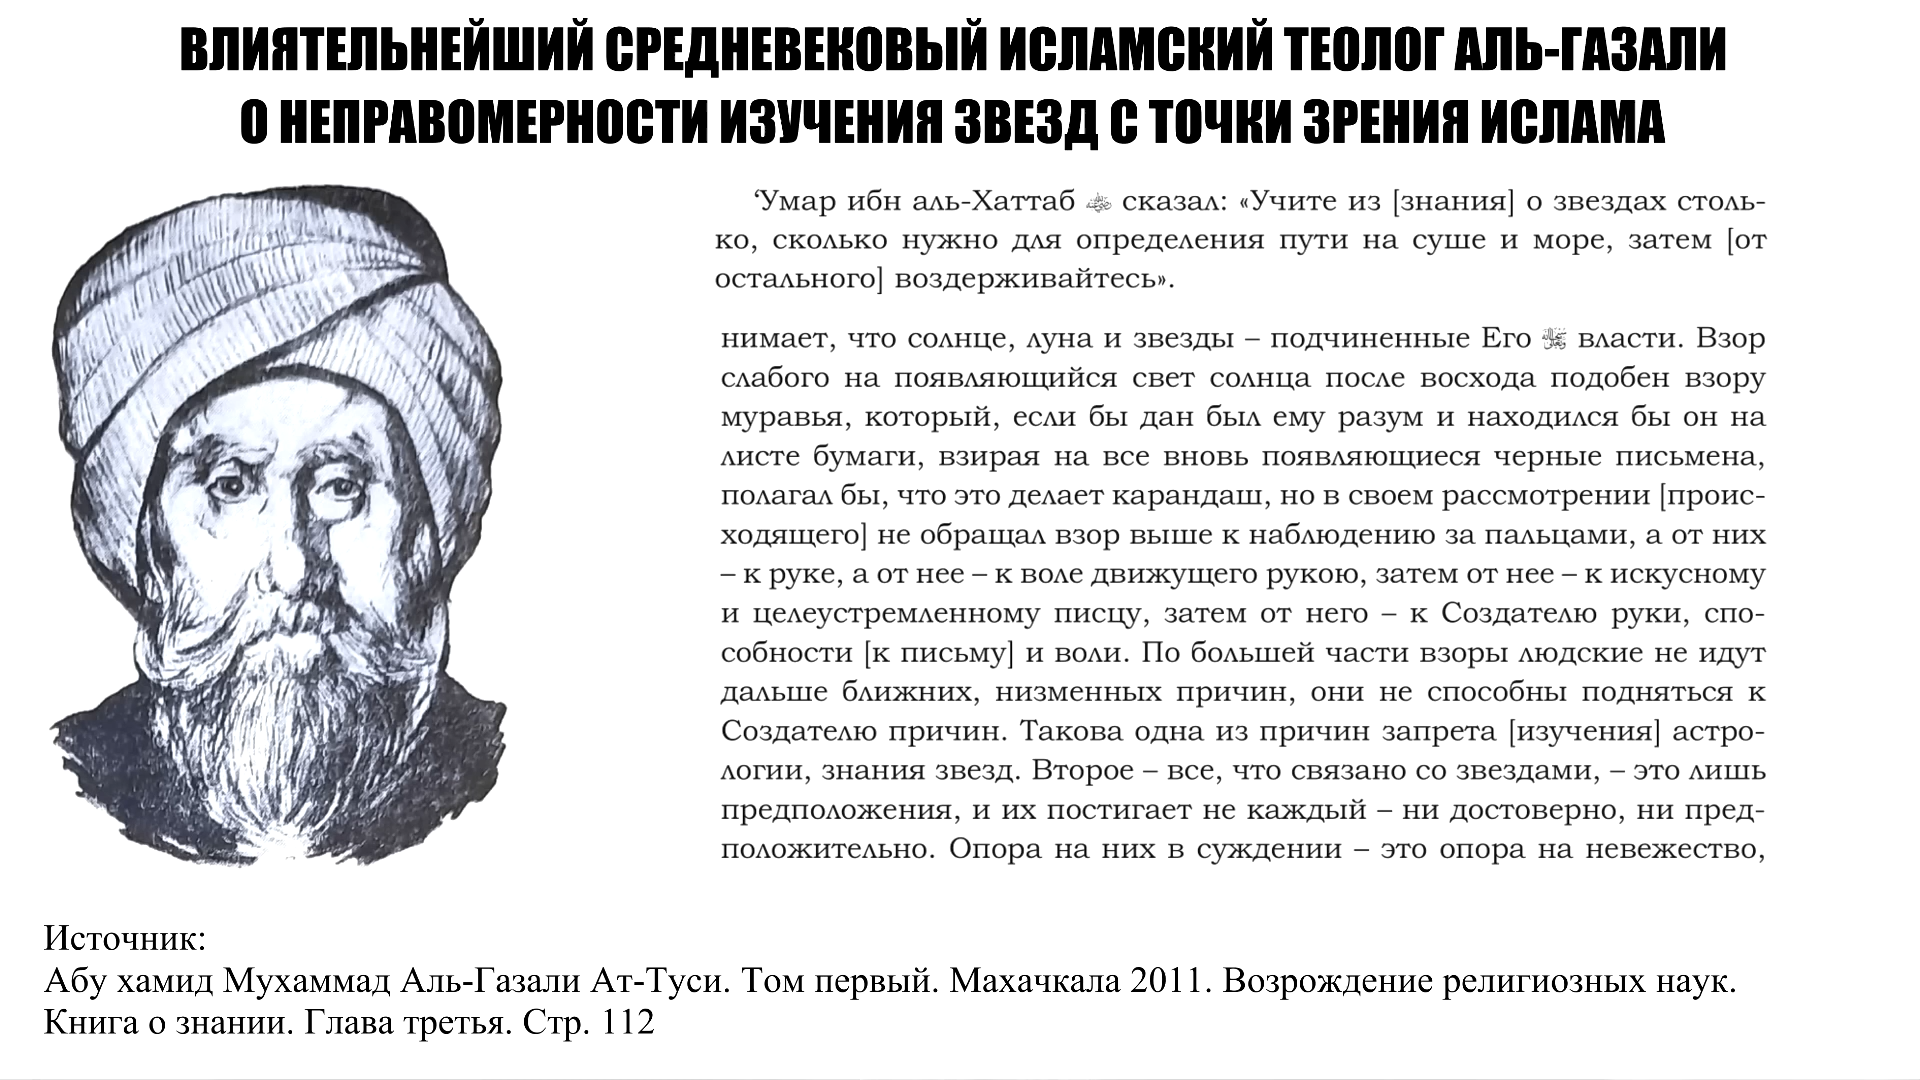 ВЛИЯТЕЛЬНЕЙШИЙ СРЕДНЕВЕКОВЫЙ ИСЛАМСКИЙ ТЕОЛОГ АЛЬ-ГАЗАЛИ
О НЕПРАВОМЕРНОСТИ ИЗУЧЕНИЯ ЗВЕЗД С ТОЧКИ ЗРЕНИЯ ИСЛАМА
‘Умар ибн аль-Хаттаб сказал: «Учите из [знания] о звездах столь-
ко, сколько нужно для определения пути на суше и море, затем [от
остального] воздерживайтесь».
нимает, что солнце, луна и звезды – подчиненные Его власти. Взор
слабого на появляющийся свет солнца после восхода подобен взору
муравья, который, если бы дан был ему разум и находился бы он на
листе бумаги, взирая на все вновь появляющиеся черные письмена,
полагал бы, что это делает карандаш, но в своем рассмотрении [проис-
ходящего] не обращал взор выше к наблюдению за пальцами, а от них
– к руке, а от нее – к воле движущего рукою, затем от нее – к искусному
и целеустремленному писцу, затем от него – к Создателю руки, спо-
собности [к письму] и воли. По большей части взоры людские не идут
дальше ближних, низменных причин, они не способны подняться к
Создателю причин. Такова одна из причин запрета [изучения] астро-
логии, знания звезд. Второе – все, что связано со звездами, – это лишь
предположения, и их постигает не каждый – ни достоверно, ни пред-
положительно. Опора на них в суждении – это опора на невежество,
Источник:
Абу хамид Мухаммад Аль-Газали Ат-Туси. Том первый. Махачкала 2011. Возрождение религиозных наук.
Книга о знании. Глава третья. Стр. 112